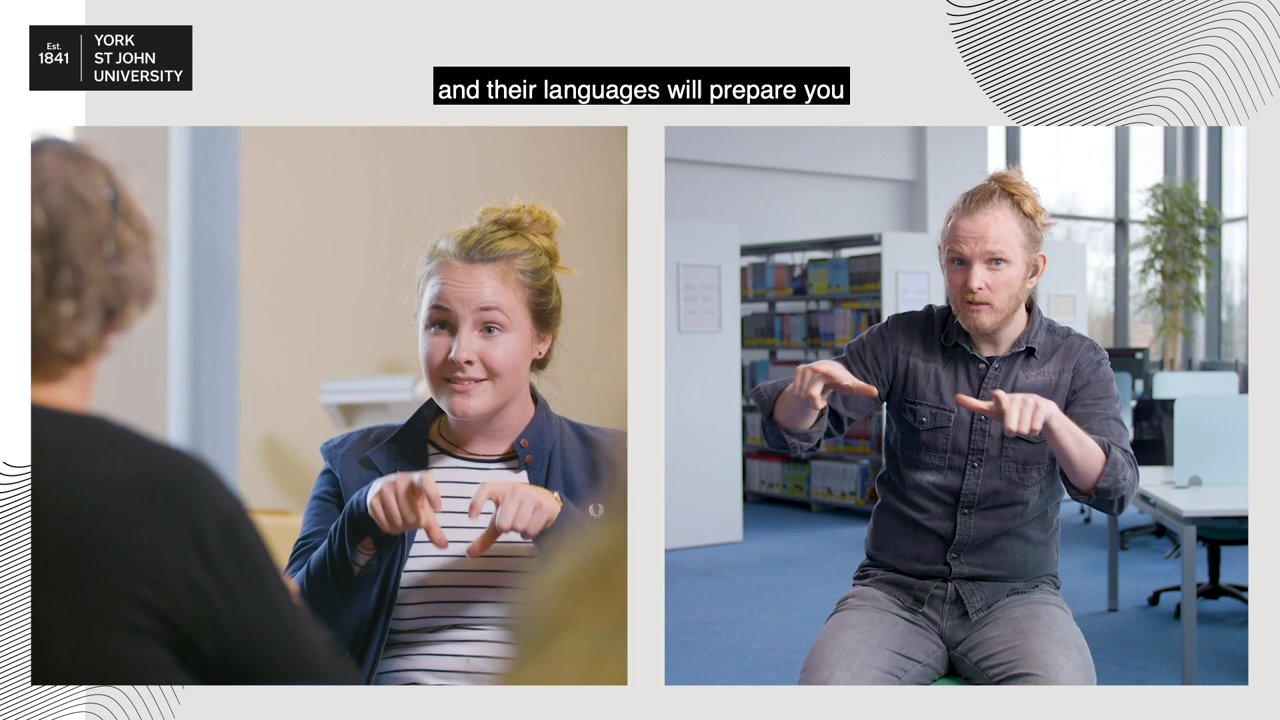 Est.
1841
YORK
ST JOHN
UNIVERSITY
and their languages will prepare you